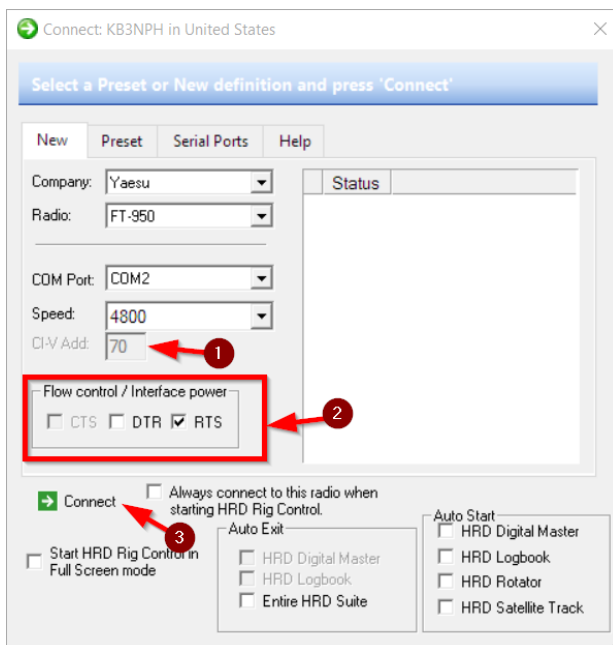 Connect: KB3NPH in United States
Select a Preset or New definition and press 'Connect'
New Preset Serial Ports Help
Company: Yaesu
Radio: FT-950
Status
COM Port: COM2
Speed: 4800
CI-V Add: 70
1
Flow control / Interface power
CTS DTR RTS
2
Connect
3
Always connect to this radio when
starting HRD Rig Control.
Start HRD Rig Control in
Full Screen mode
Auto Exit
HRD Digital Master
HRD Logbook
Entire HRD Suite
Auto Start
HRD Digital Master
HRD Logbook
HRD Rotator
HRD Satellite Track